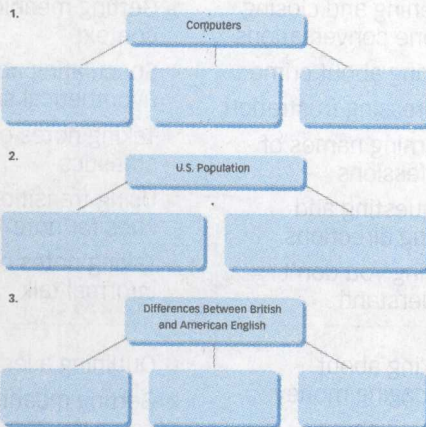 1.
Computers
2.
U.S. Population
3.
Differences Between British
and American English